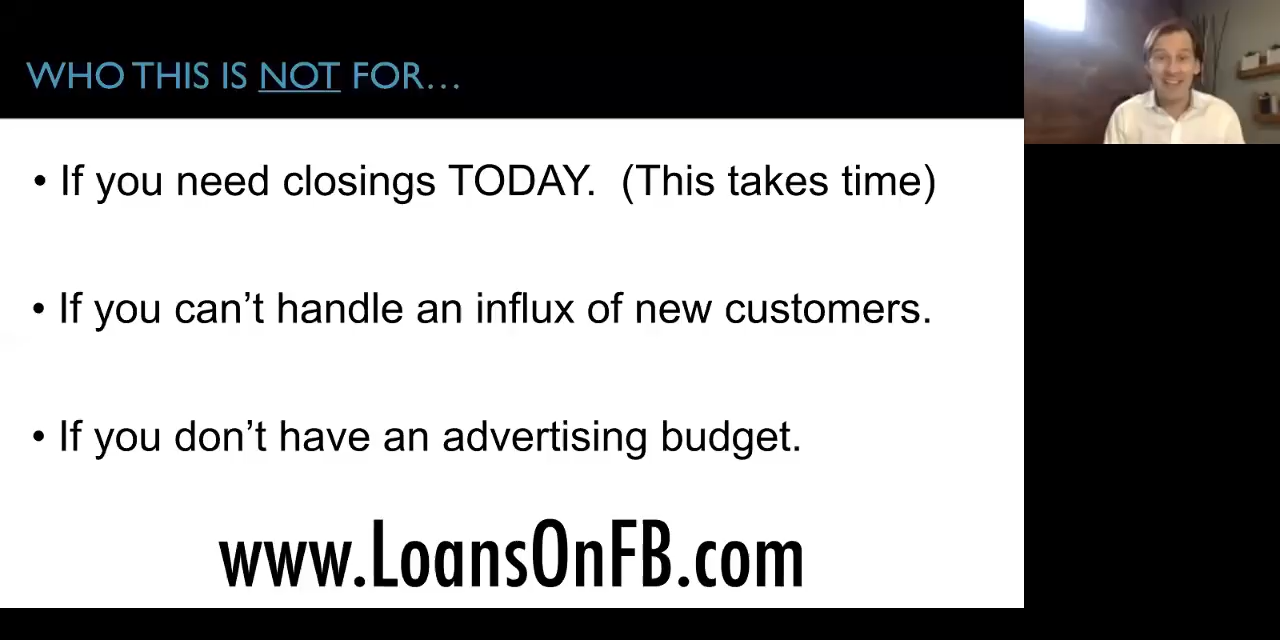 WHO THIS IS NOT FOR…
• If you need closings TODAY.  (This takes time)
• If you can’t handle an influx of new customers.
• If you don’t have an advertising budget.
www.LoansOnFB.com